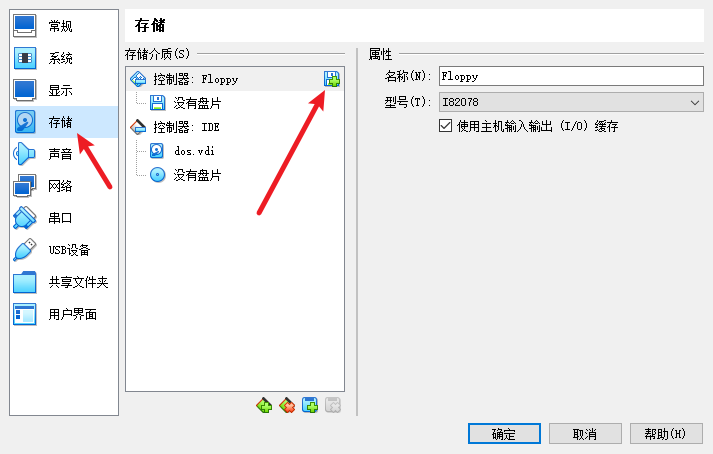 常规
系统
显示
存储
声音
网络
串口
USB设备
共享文件夹
用户界面
存储
存储介质(S)
控制器: Floppy
没有盘片
控制器: IDE
dos.vdi
没有盘片
属性
名称(N): Floppy
型号(T): I82078
使用主机输入输出 (I/O) 缓存
确定 取消 帮助(H)